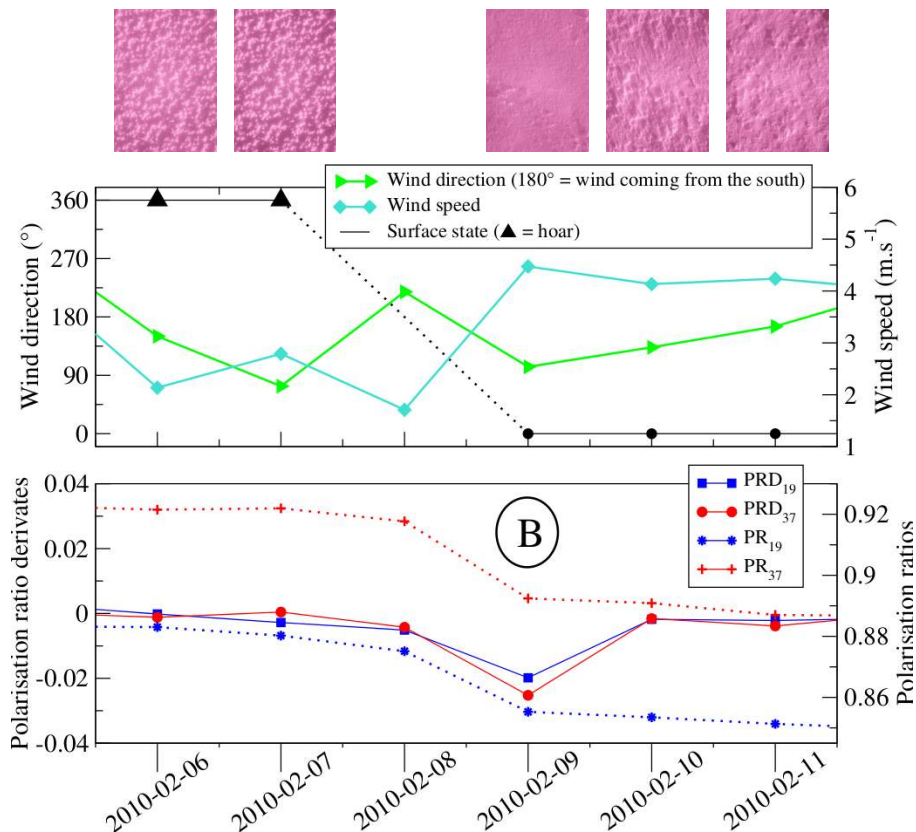 Wind direction (180° = wind coming from the south)
Wind speed
Surface state (▲ = hoar)
Wind direction (°)
360
270
180
90
0
Wind speed (m.s⁻¹)
6
5
4
3
2
1
Polarisation ratio derivates
0.04
0.02
0
-0.02
-0.04
B
PRD₁₉
PRD₃₇
PR₁₉
PR₃₇
Polarisation ratios
0.92
0.9
0.88
0.86
2010-02-06
2010-02-07
2010-02-08
2010-02-09
2010-02-10
2010-02-11